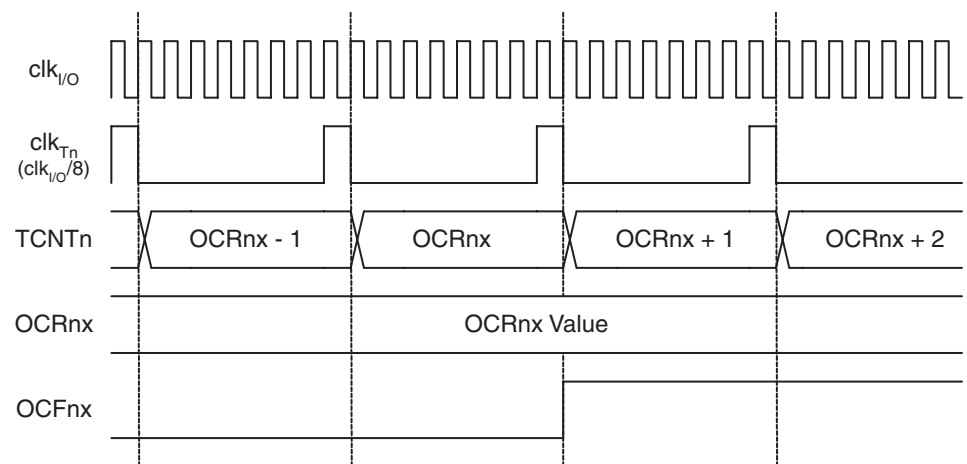 clkI/O
clkTn
(clkI/O/8)
TCNTn OCRnx - 1 OCRnx OCRnx + 1 OCRnx + 2
OCRnx OCRnx Value
OCFnx